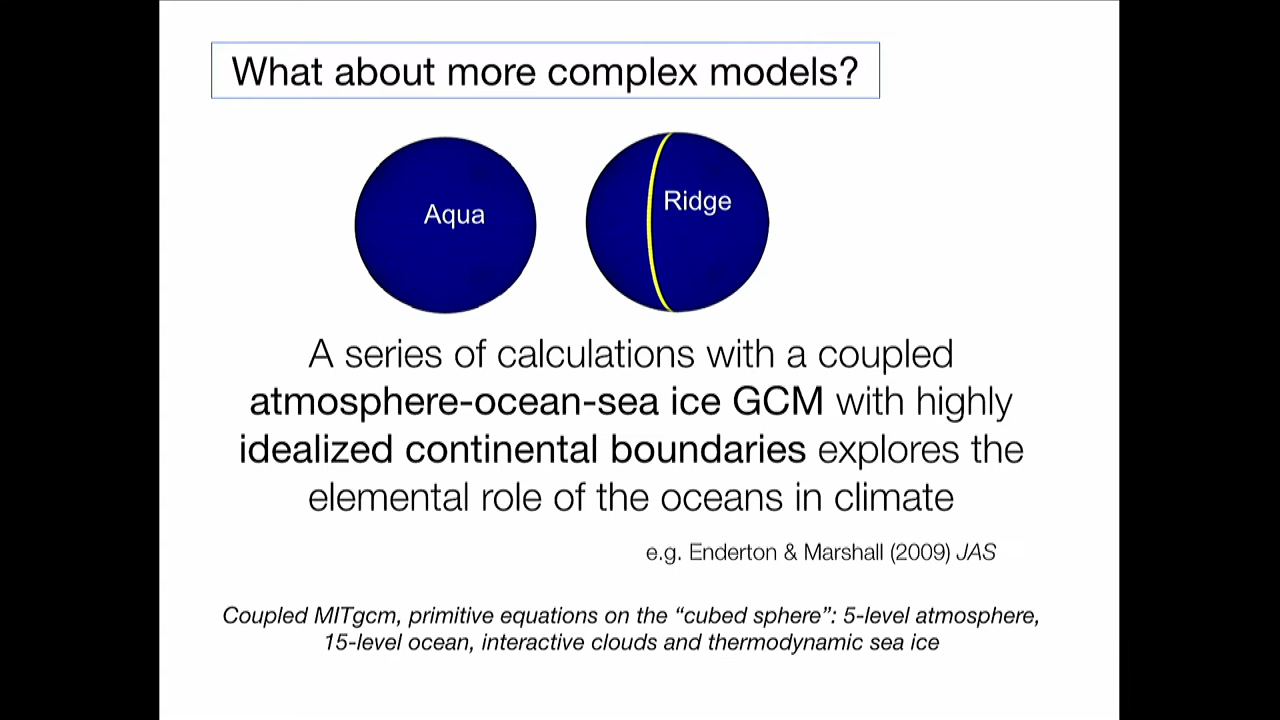 What about more complex models?
Aqua
Ridge
A series of calculations with a coupled
atmosphere-ocean-sea ice GCM with highly
idealized continental boundaries explores the
elemental role of the oceans in climate
e.g. Enderton & Marshall (2009) JAS
Coupled MITgcm, primitive equations on the “cubed sphere”: 5-level atmosphere,
15-level ocean, interactive clouds and thermodynamic sea ice